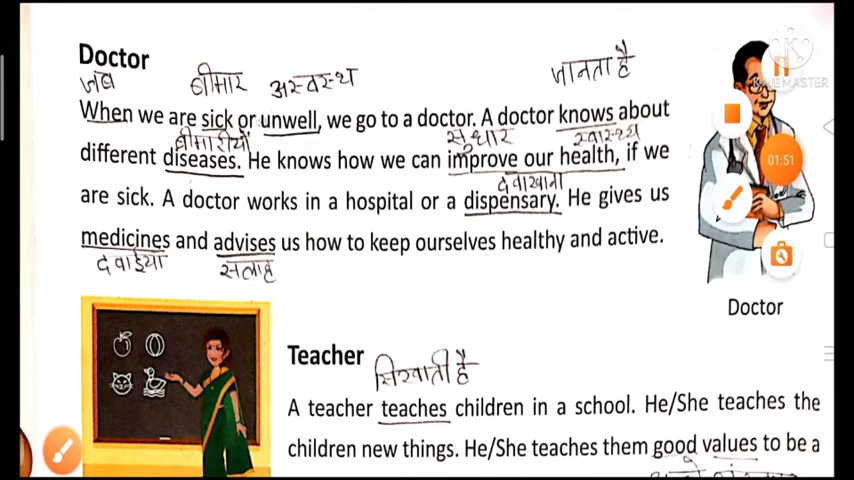 Doctor
जब बीमार अस्वस्थ जानता है
When we are sick or unwell, we go to a doctor. A doctor knows about
बीमारीयों सुधार स्वास्थ्य
different diseases. He knows how we can improve our health, if we
दवाखाना
are sick. A doctor works in a hospital or a dispensary. He gives us
medicines and advises us how to keep ourselves healthy and active.
दवाईया सलाह
Doctor
Teacher
सिखाती है
A teacher teaches children in a school. He/She teaches the
children new things. He/She teaches them good values to be a
KINEMASTER
01:51